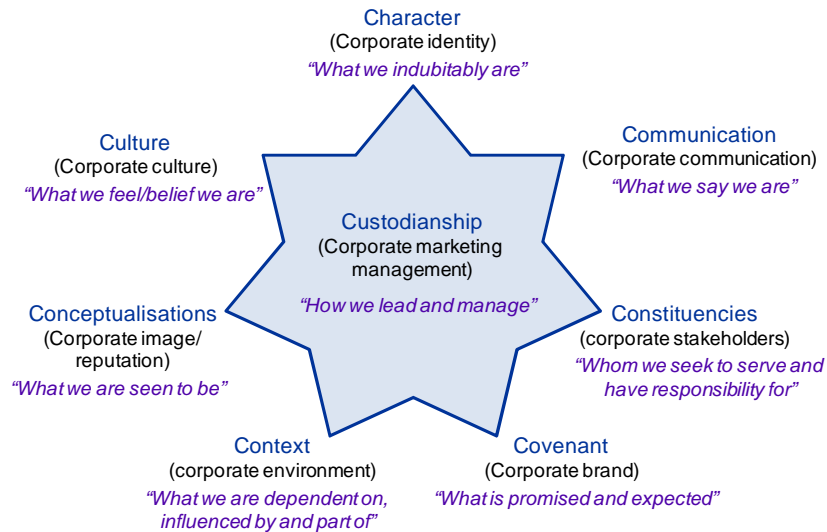 Character
(Corporate identity)
“What we indubitably are”
Culture
(Corporate culture)
“What we feel/belief we are”
Communication
(Corporate communication)
“What we say we are”
Custodianship
(Corporate marketing
management)
“How we lead and manage”
Conceptualisations
(Corporate image/
reputation)
“What we are seen to be”
Constituencies
(corporate stakeholders)
“Whom we seek to serve and
have responsibility for”
Context
(corporate environment)
“What we are dependent on,
influenced by and part of”
Covenant
(Corporate brand)
“What is promised and expected”